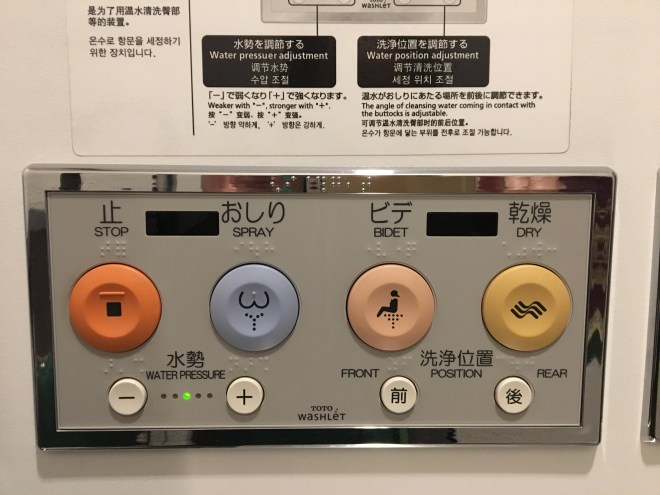 是为了用温水清洗臀部
等的装置。
온수로 항문을 세정하기
위한 장치입니다.
TOTO
WASHLET
水勢を調節する
Water pressuer adjustment
调节水势
수압 조절
洗浄位置を調節する
Water position adjustment
调节清洗位置
세정 위치 조절
「−」で弱くなり「+」で強くなります。
Weaker with "−", stronger with "+".
按 "−" 变弱、按 "+" 变强。
'−' 방향 약하게, '+' 방향은 강하게.
温水がおしりにあたる場所を前後に調節できます。
The angle of cleansing water coming in contact with
the buttocks is adjustable.
可调节温水清洗臀部时的前后位置。
온수가 항문에 닿는 부위를 전후로 조절 가능합니다.
止
STOP
おしり
SPRAY
ビデ
BIDET
乾燥
DRY
水勢
WATER PRESSURE
− +
洗浄位置
FRONT POSITION REAR
前 後
TOTO
WASHLET